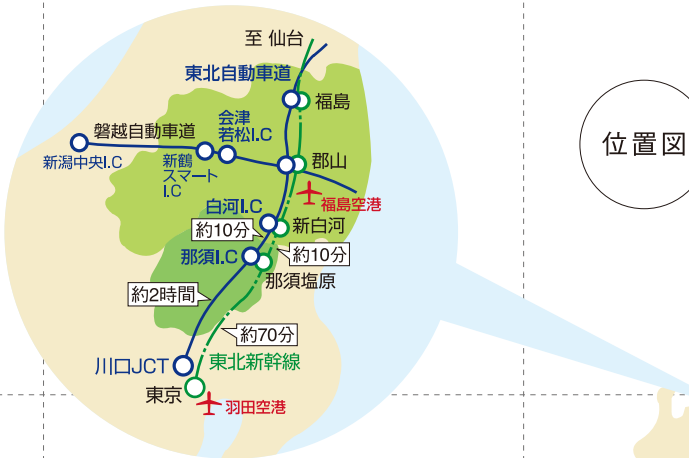 至 仙台
東北自動車道
福島
位置図
会津
若松I.C
磐越自動車道
新潟中央I.C
新鶴
スマート
I.C
郡山
福島空港
白河I.C
新白河
約10分
那須I.C
約10分
那須塩原
約2時間
約70分
川口JCT
東北新幹線
東京
羽田空港